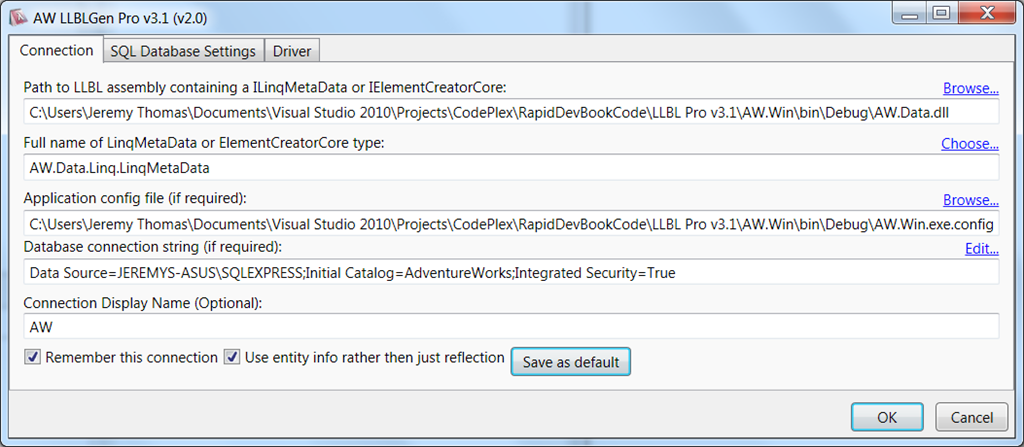 AW LLBLGen Pro v3.1 (v2.0)
Connection SQL Database Settings Driver
Path to LLBL assembly containing a ILinqMetaData or IElementCreatorCore: Browse...
C:\Users\Jeremy Thomas\Documents\Visual Studio 2010\Projects\CodePlex\RapidDevBookCode\LLBL Pro v3.1\AW.Win\bin\Debug\AW.Data.dll
Full name of LinqMetaData or ElementCreatorCore type: Choose...
AW.Data.Linq.LinqMetaData
Application config file (if required): Browse...
C:\Users\Jeremy Thomas\Documents\Visual Studio 2010\Projects\CodePlex\RapidDevBookCode\LLBL Pro v3.1\AW.Win\bin\Debug\AW.Win.exe.config
Database connection string (if required): Edit...
Data Source=JEREMYS-ASUS\SQLEXPRESS;Initial Catalog=AdventureWorks;Integrated Security=True
Connection Display Name (Optional):
AW
Remember this connection Use entity info rather then just reflection Save as default
OK Cancel